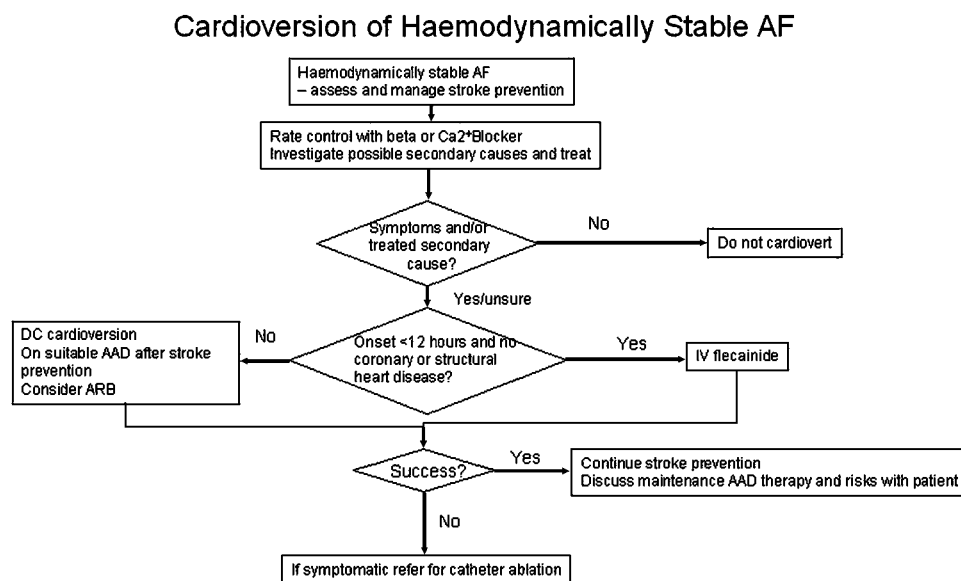 Cardioversion of Haemodynamically Stable AF
Haemodynamically stable AF
– assess and manage stroke prevention
Rate control with beta or Ca2⁺Blocker
Investigate possible secondary causes and treat
Symptoms and/or
treated secondary
cause?
No
Do not cardiovert
Yes/unsure
DC cardioversion
On suitable AAD after stroke
prevention
Consider ARB
No
Onset <12 hours and no
coronary or structural
heart disease?
Yes
IV flecainide
Success?
Yes
Continue stroke prevention
Discuss maintenance AAD therapy and risks with patient
No
If symptomatic refer for catheter ablation